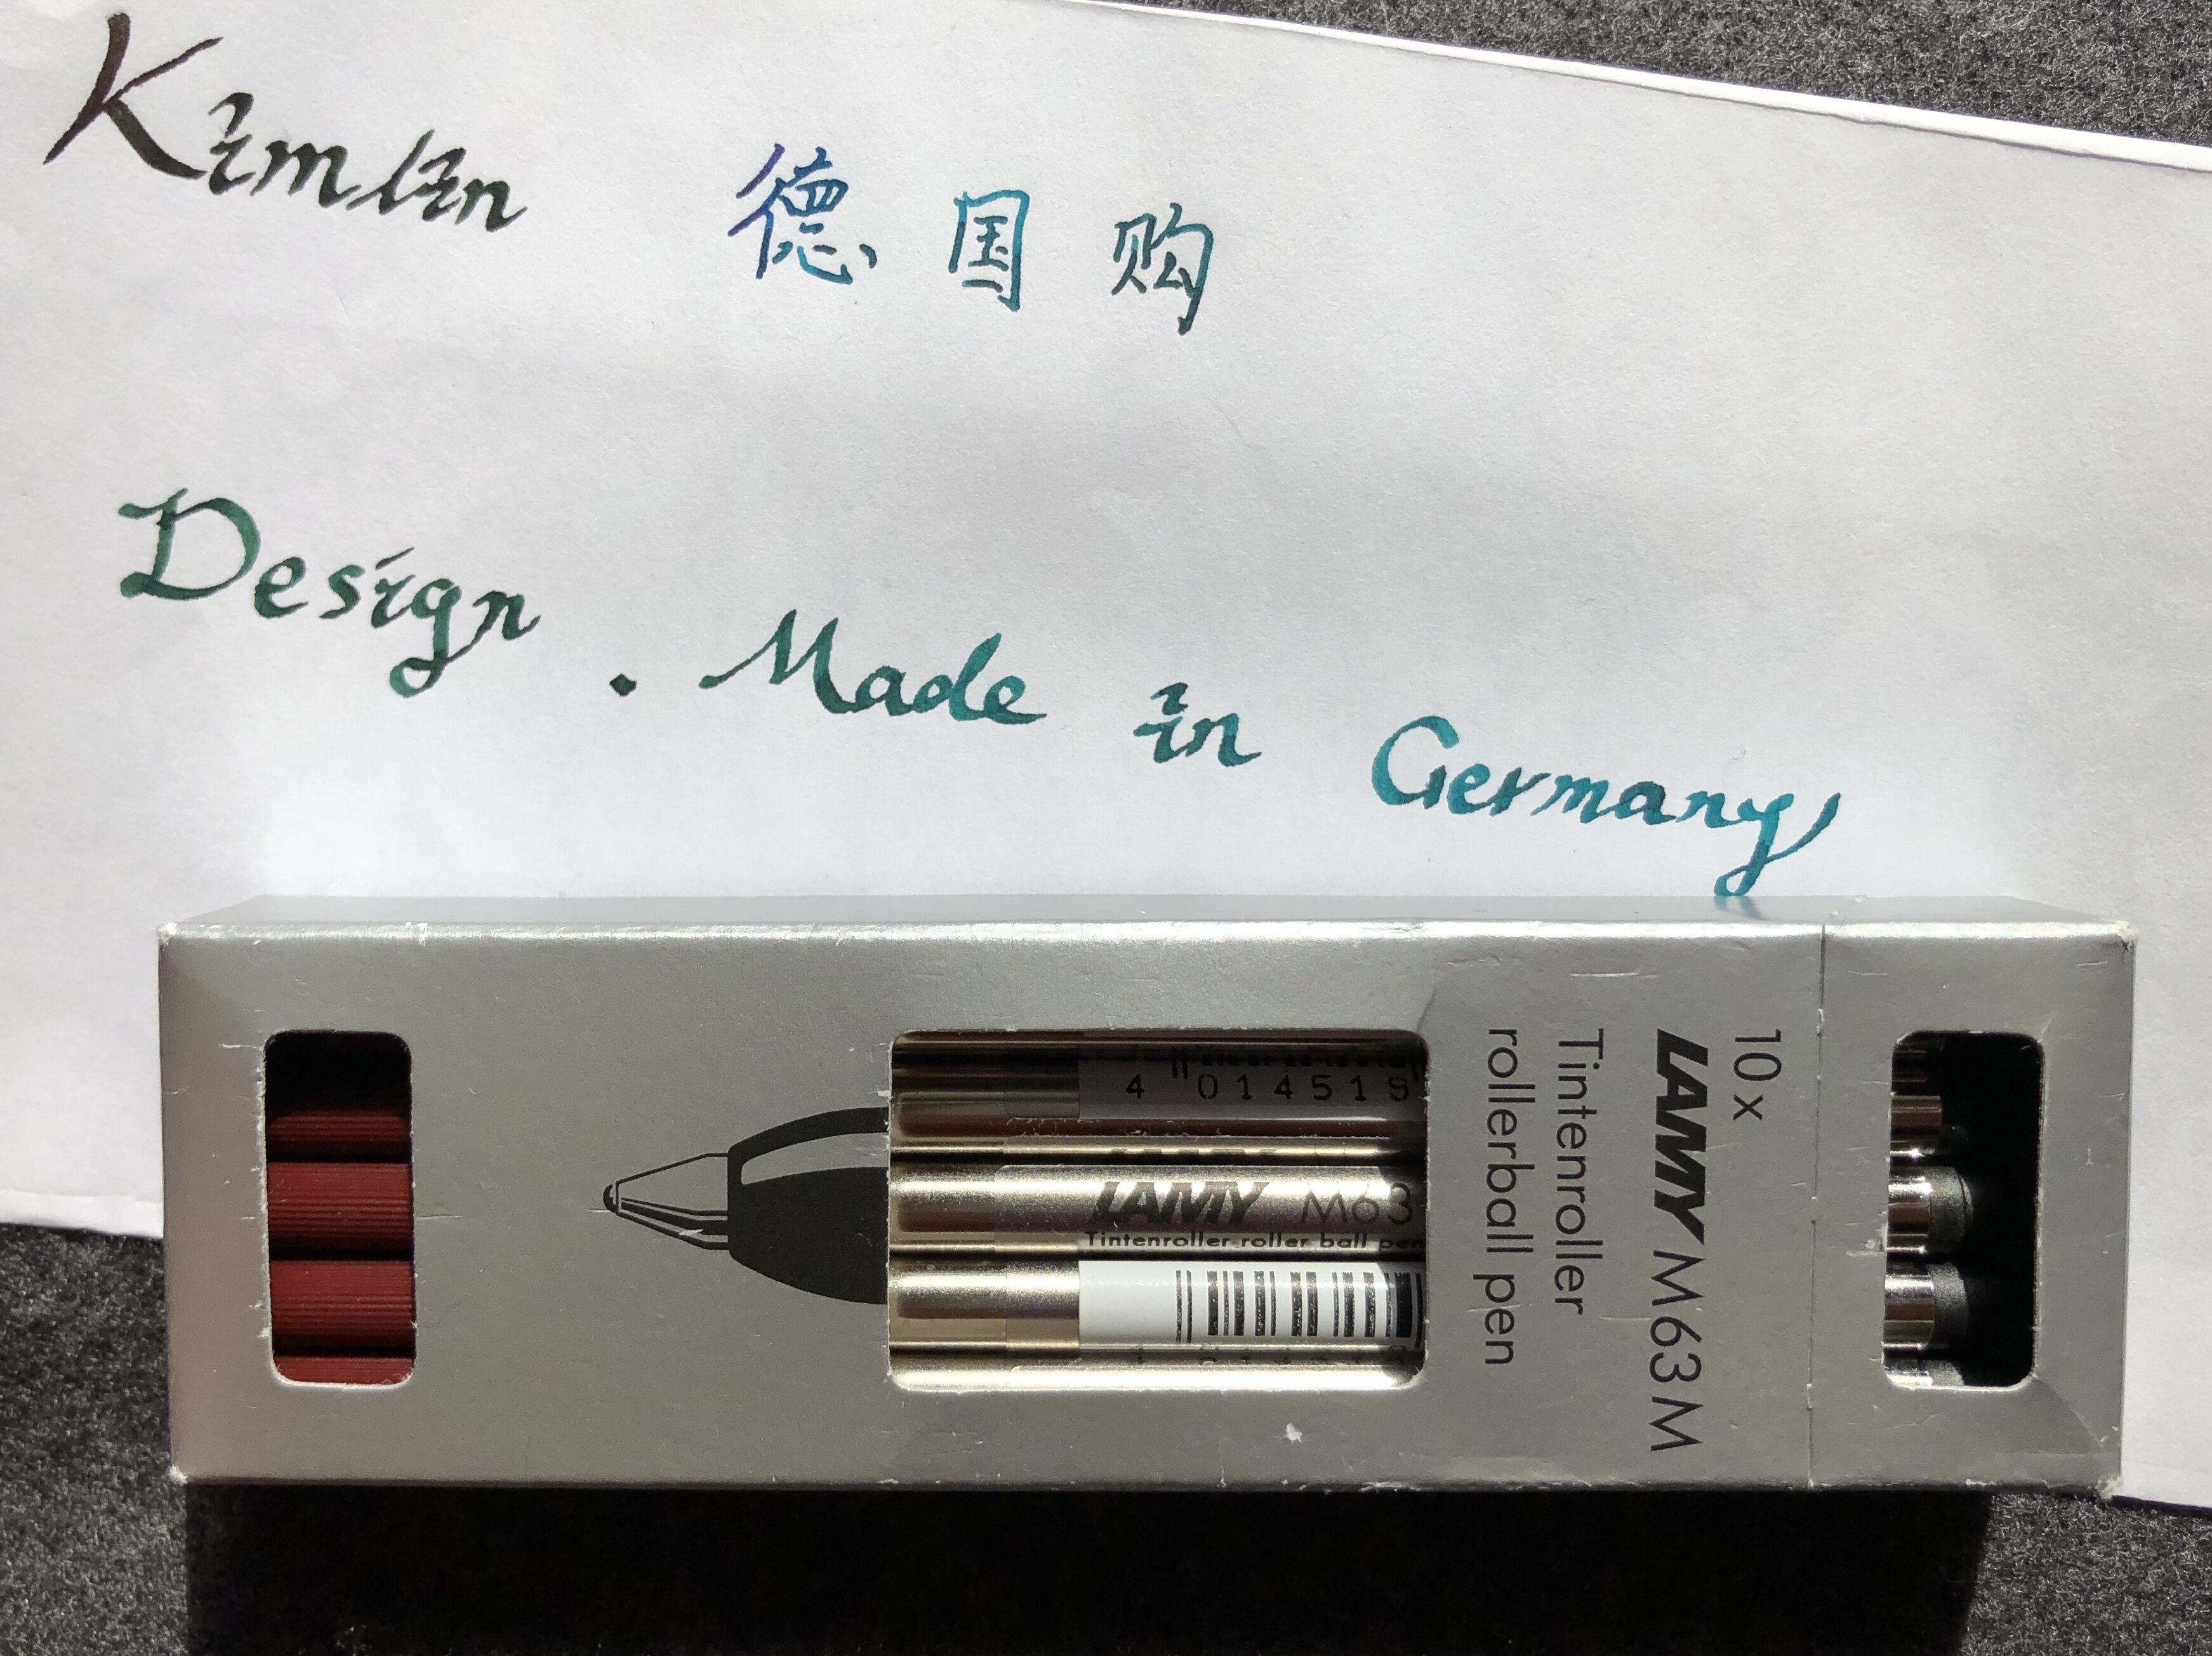 Kimlin 德国购
Design . Made in Germany
10 x
LAMY M63 M
Tintenroller
rollerball pen
4 014519
LAMY M63
Tintenroller roller ball pen